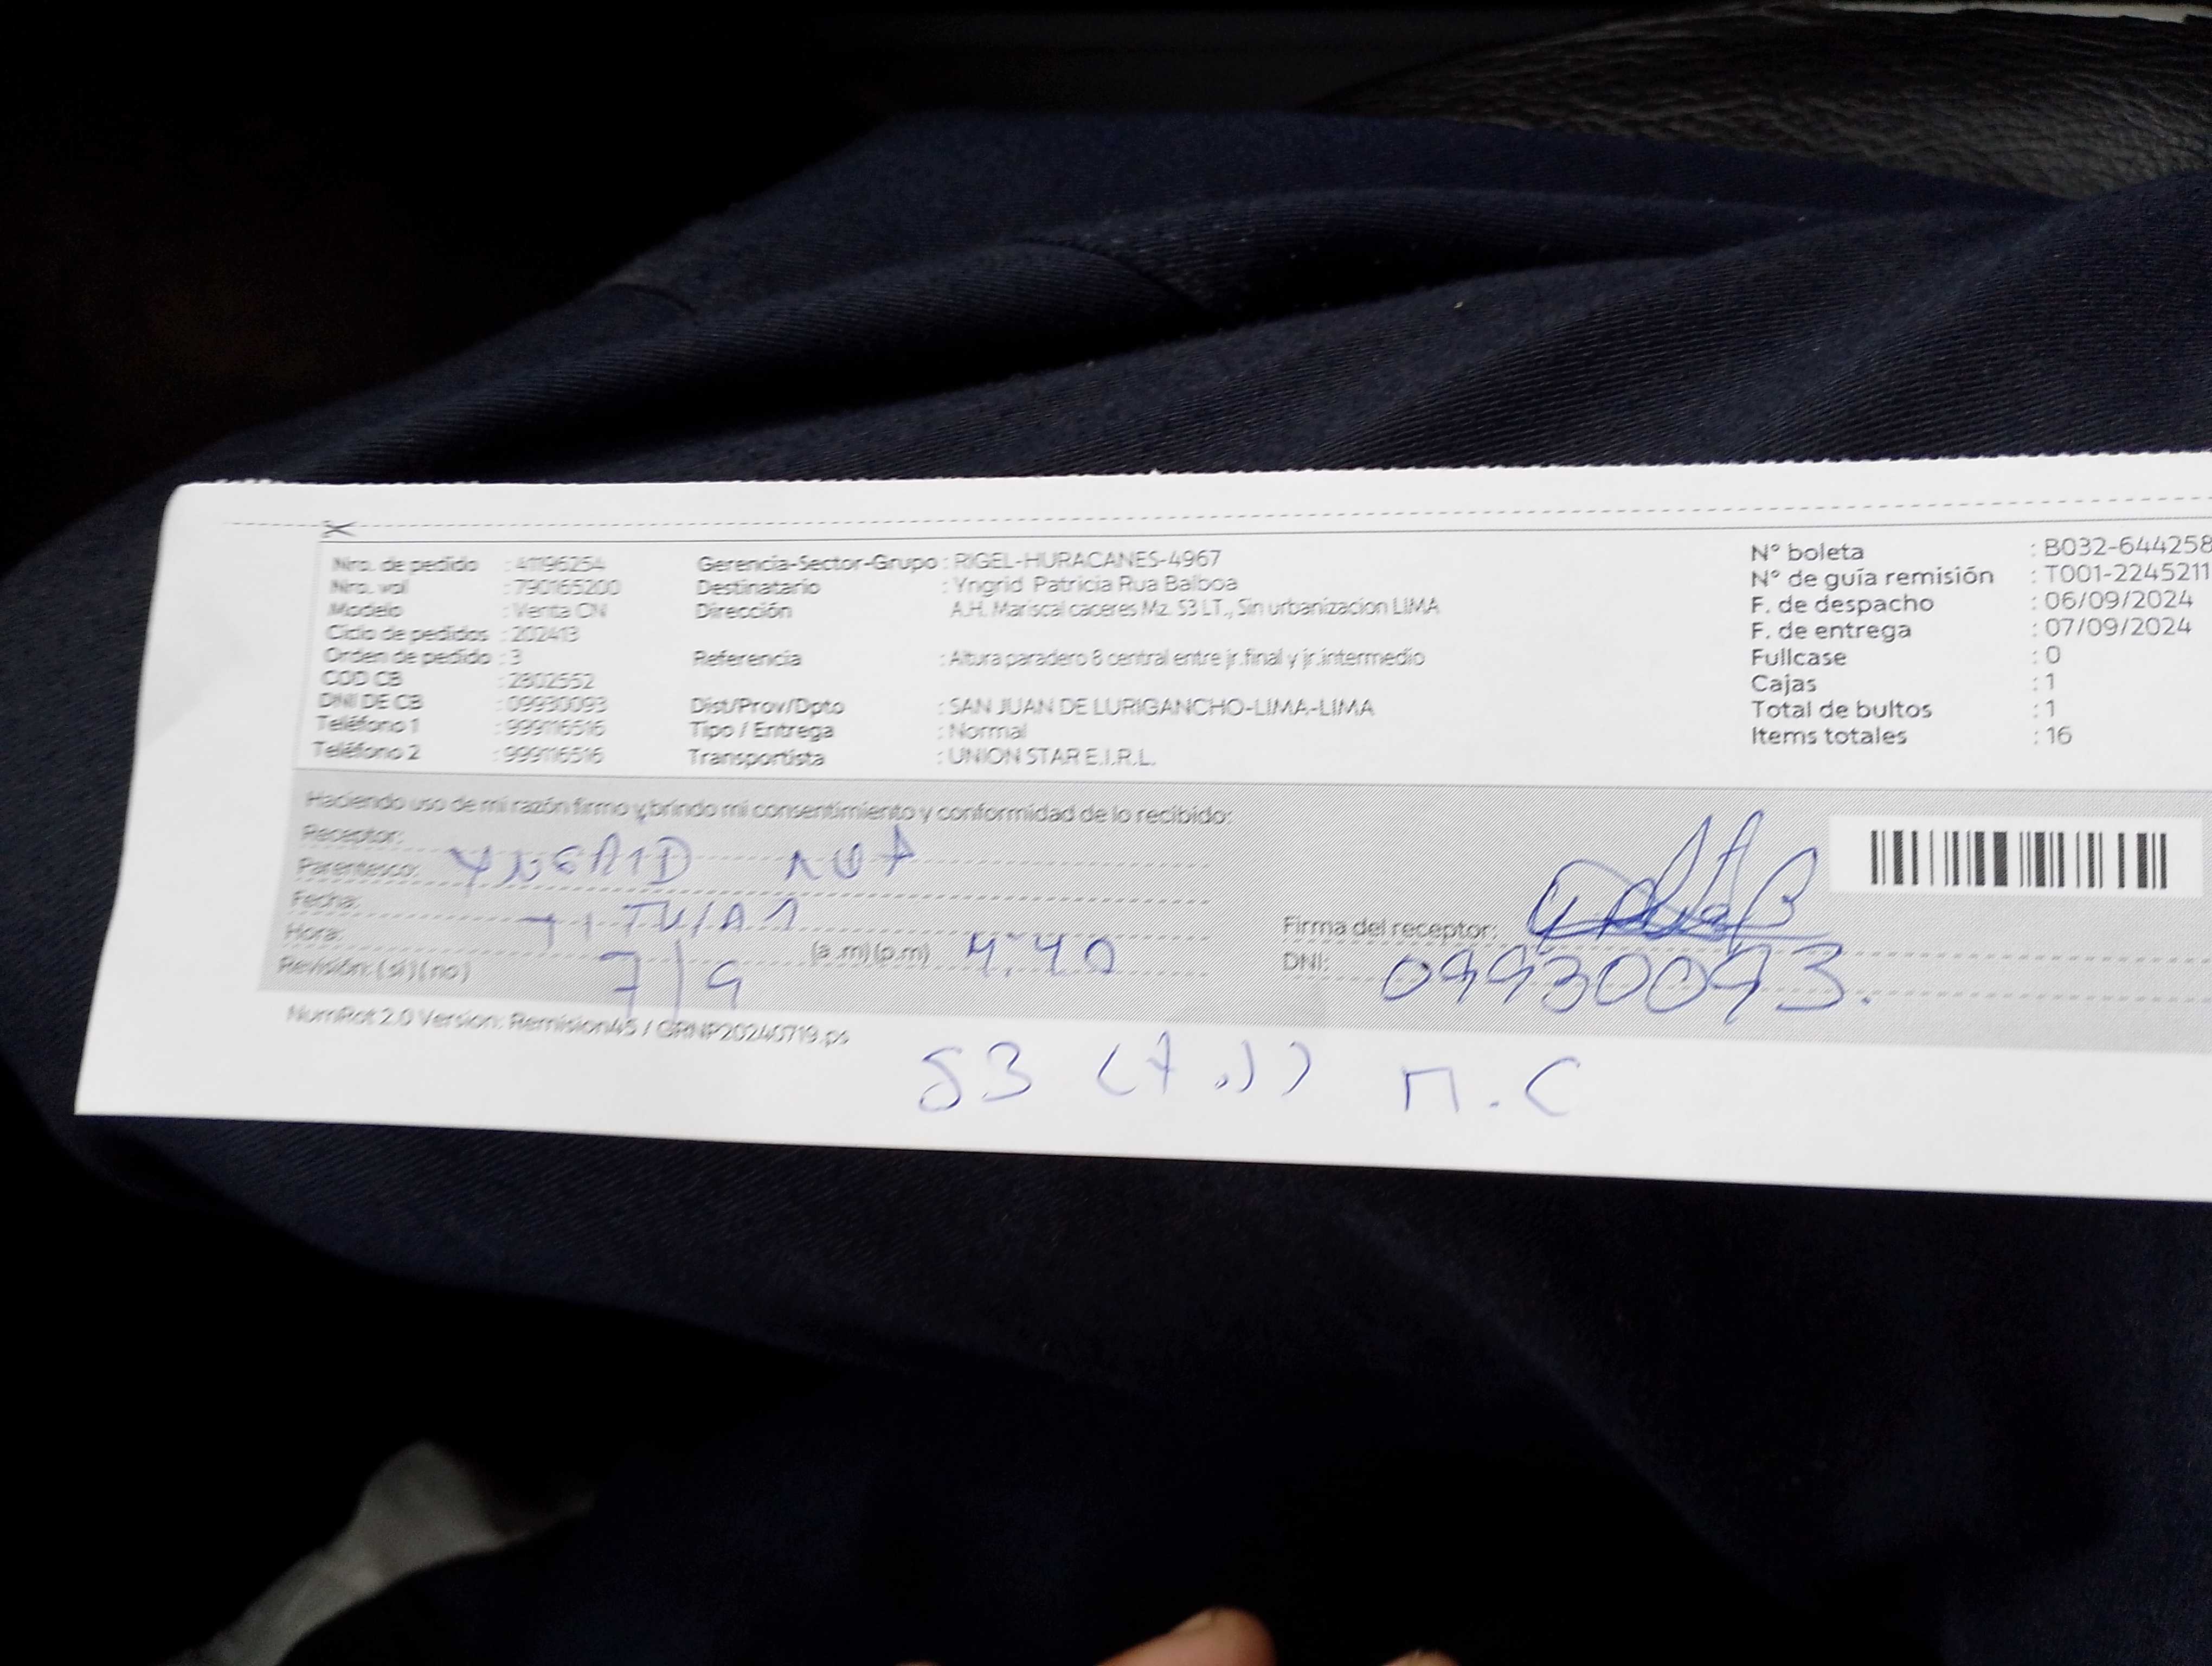 Nro. de pedido : 41196254
Nro. val : 790165200
Modelo : Venta CN
Ciclo de pedidos : 202413
Orden de pedido : 3
COD CB : 2802552
DNI DE CB : 09930093
Teléfono 1 : 999116516
Teléfono 2 : 999116516
Gerencia-Sector-Grupo : RIGEL-HURACANES-4967
Destinatario : Yngrid Patricia Rua Balboa
Dirección A.H. Mariscal caceres Mz. S3 LT., Sin urbanizacion LIMA
Referencia : Altura paradero 8 central entre jr.final y jr.intermedio
Dist/Prov/Dpto : SAN JUAN DE LURIGANCHO-LIMA-LIMA
Tipo / Entrega : Normal
Transportista : UNION STAR E.I.R.L.
N° boleta : B032-644258
N° de guía remisión : T001-2245211
F. de despacho : 06/09/2024
F. de entrega : 07/09/2024
Fullcase : 0
Cajas : 1
Total de bultos : 1
Items totales : 16
Haciendo uso de mi razón firmo y brindo mi consentimiento y conformidad de lo recibido:
Receptor:
Parentesco: YNGRID RUA
Fecha:
Hora: (a.m)(p.m) 4:40
Revisión: (si) (no) 7/9
Firma del receptor:
DNI: 09930093.
NumRot 2.0 Version: Remision45 / GRNP20240719.ps
S3 M.C